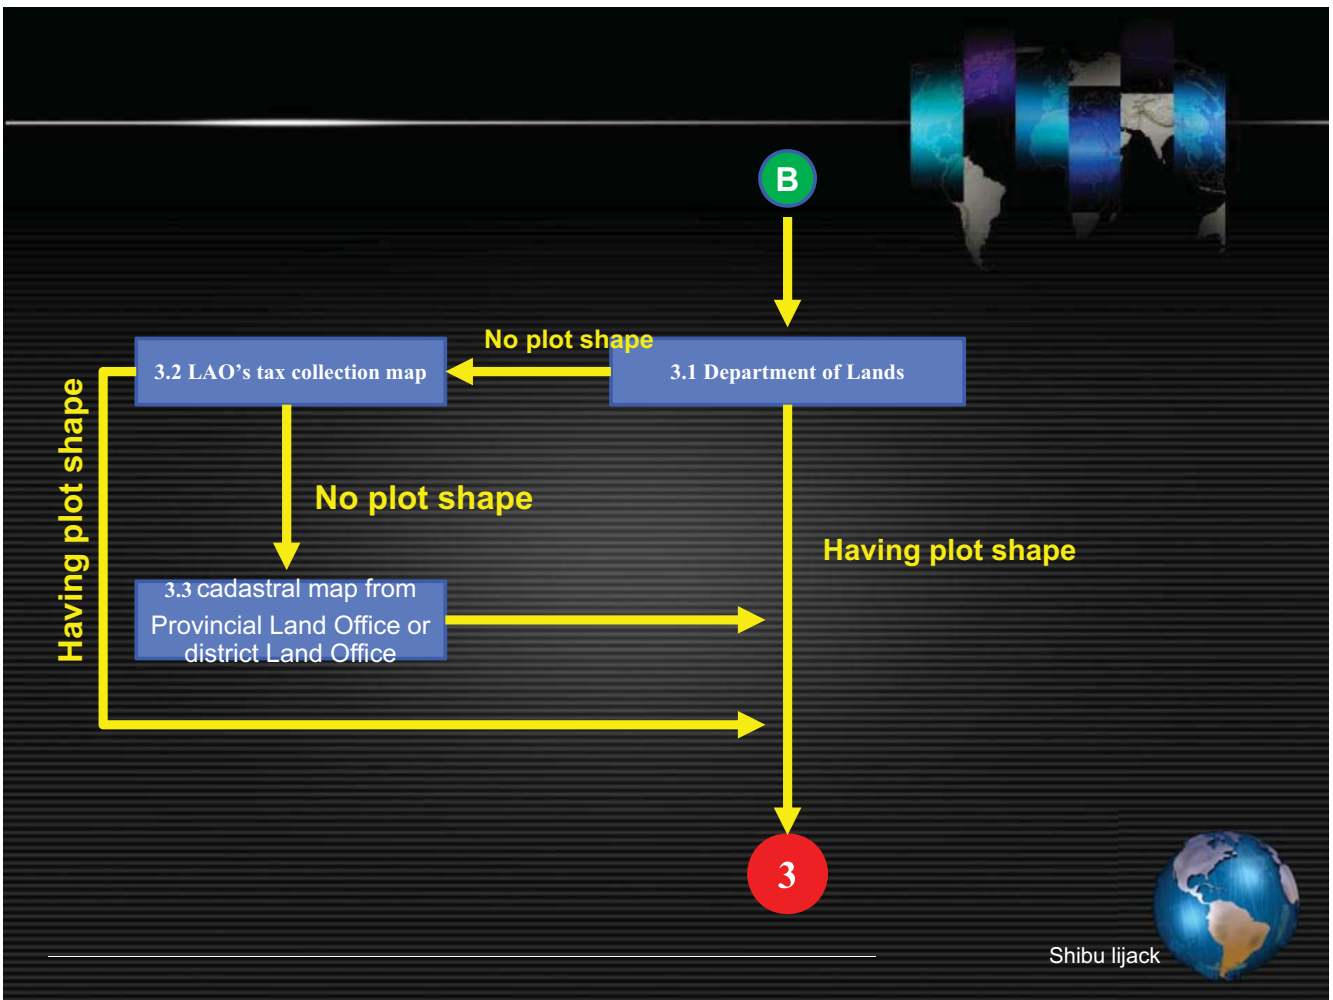 B
No plot shape
3.2 LAO’s tax collection map
3.1 Department of Lands
Having plot shape
No plot shape
Having plot shape
3.3 cadastral map from
Provincial Land Office or
district Land Office
3
Shibu lijack